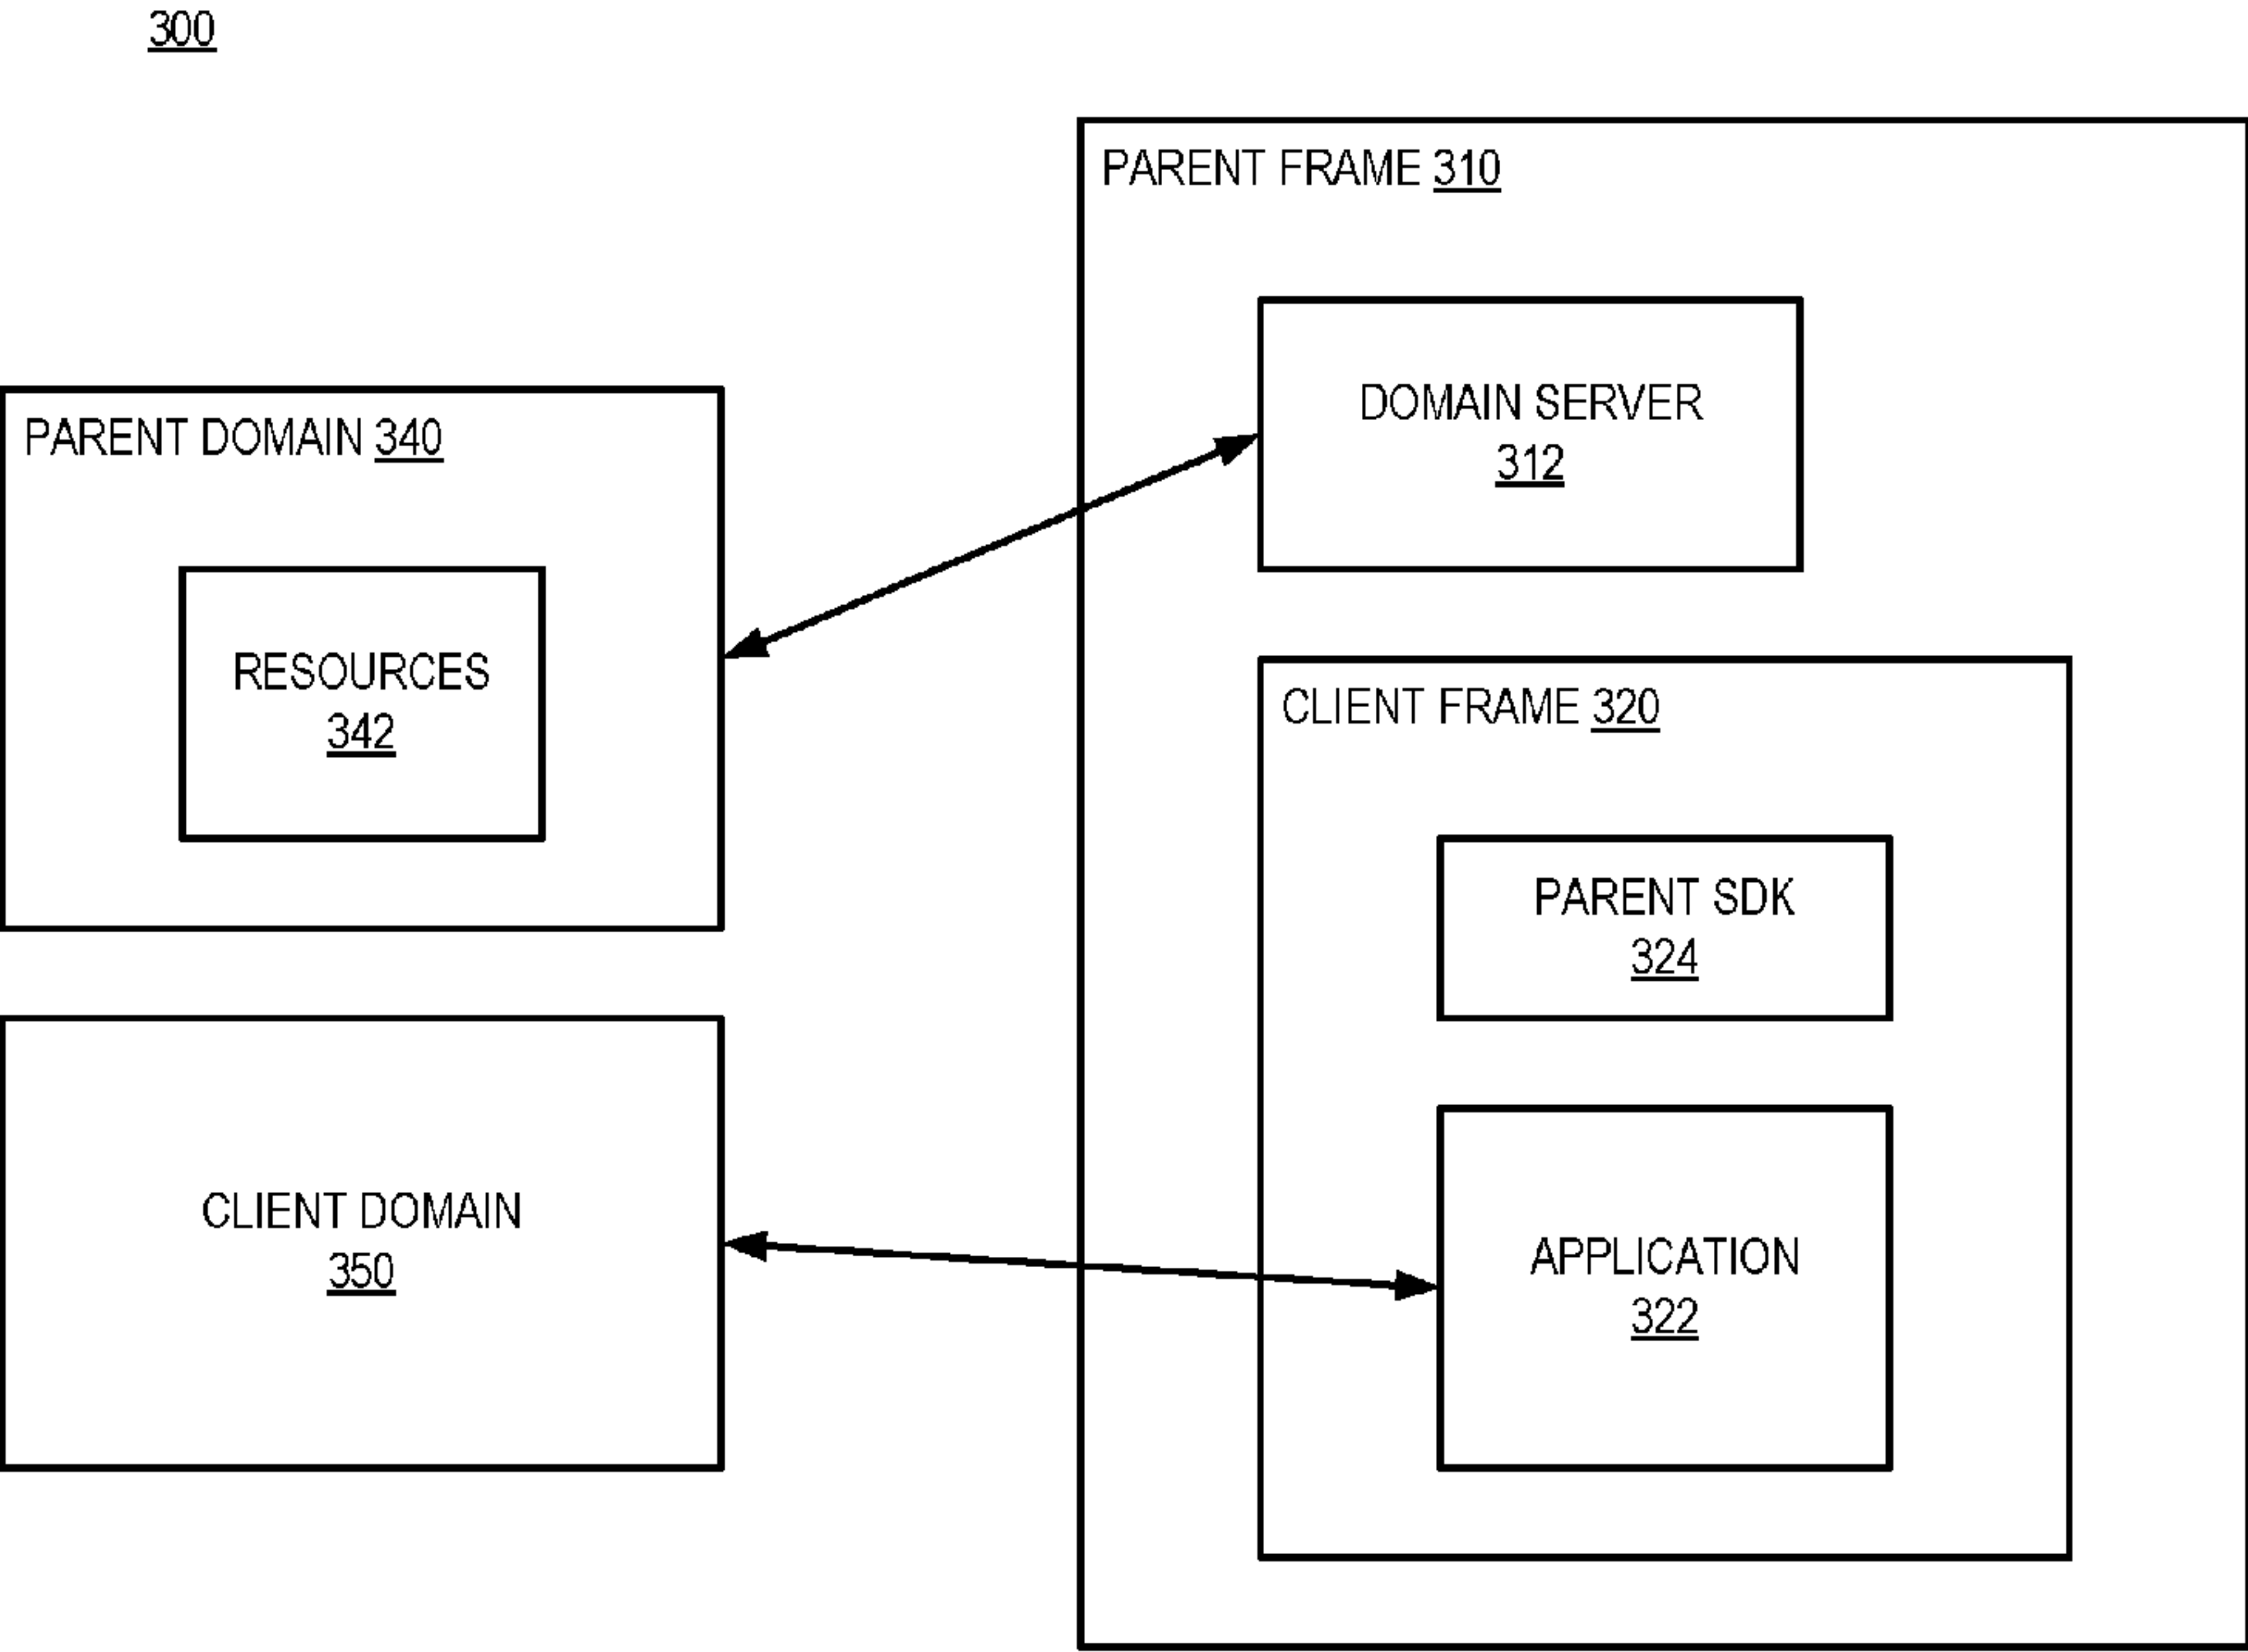 300
PARENT FRAME 310
DOMAIN SERVER
312
PARENT DOMAIN 340
RESOURCES
342
CLIENT FRAME 320
PARENT SDK
324
CLIENT DOMAIN
350
APPLICATION
322